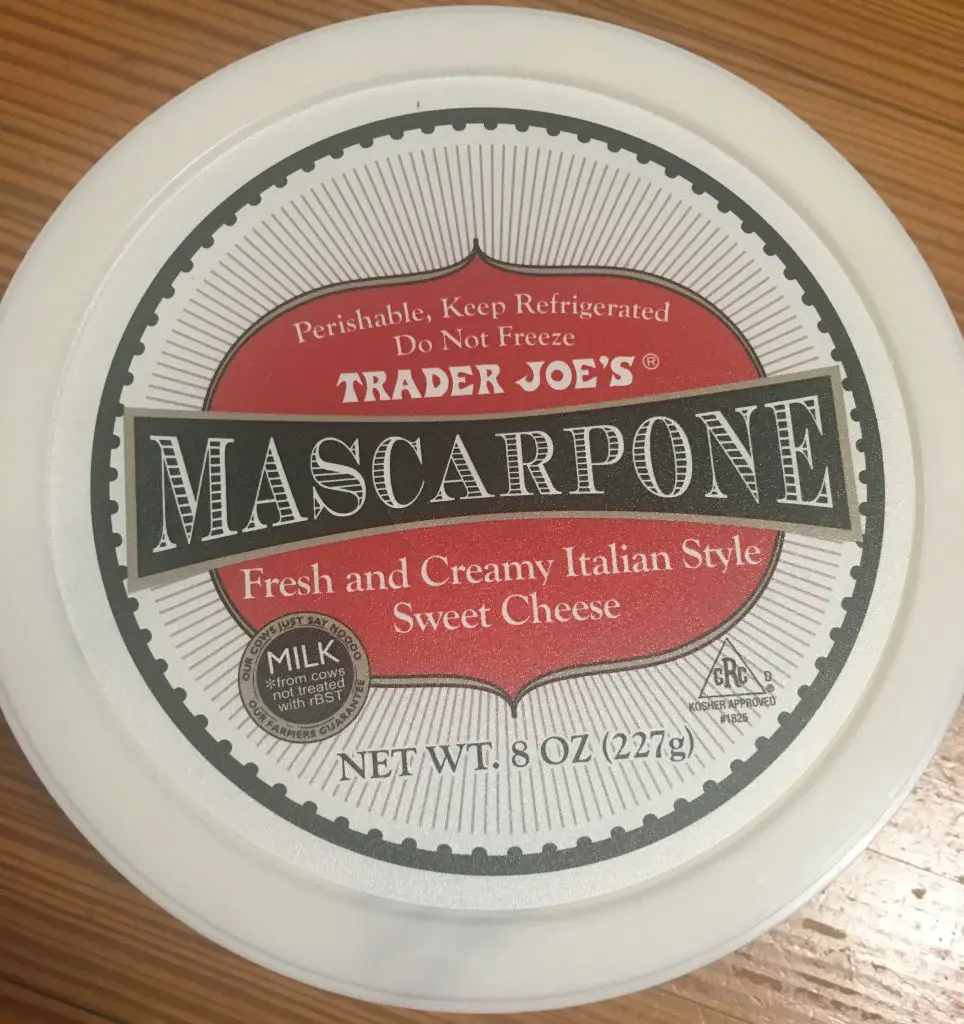 Perishable, Keep Refrigerated
Do Not Freeze
TRADER JOE'S®
MASCARPONE
Fresh and Creamy Italian Style
Sweet Cheese
OUR COWS JUST SAY NOOOO
MILK
*from cows
not treated
with rBST
OUR FARMERS GUARANTEE
CRC D
®
KOSHER APPROVED
#1825
NET WT. 8 OZ (227g)